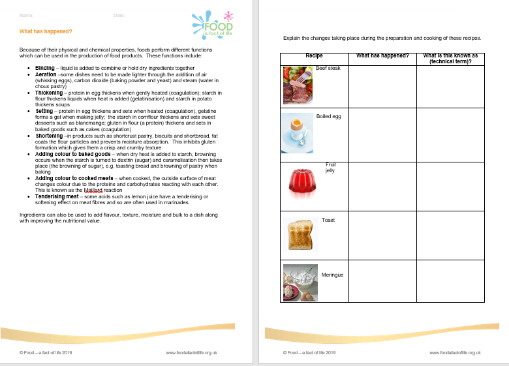 Name: Date:
FOOD
a fact of life
What has happened?
Because of their physical and chemical properties, foods perform different functions
which can be used in the production of food products. These functions include:
Binding – liquid is added to combine or hold dry ingredients together
Aeration –some dishes need to be made lighter through the addition of air
(whisking eggs), carbon dioxide (baking powder and yeast) and steam (water in
choux pastry)
Thickening – protein in egg thickens when gently heated (coagulation): starch in
flour thickens liquids when heat is added (gelatinisation) and starch in potato
thickens soups
Setting – protein in egg thickens and sets when heated (coagulation), gelatine
forms a gel when making jelly; the starch in cornflour thickens and sets sweet
desserts such as blancmange; gluten in flour (a protein) thickens and sets in
baked goods such as cakes (coagulation)
Shortening –in products such as shortcrust pastry, biscuits and shortbread, fat
coats the flour particles and prevents moisture absorption. This inhibits gluten
formation which gives them a crisp and crumbly texture
Adding colour to baked goods – when dry heat is added to starch, browning
occurs when the starch is turned to dextrin (sugar) and caramelisation then takes
place (the browning of sugar), e.g. toasting bread and browning of pastry when
baking
Adding colour to cooked meats – when cooked, the outside surface of meat
changes colour due to the proteins and carbohydrates reacting with each other.
This is known as the Maillard reaction
Tenderising meat – some acids such as lemon juice have a tenderising or
softening effect on meat fibres and so are often used in marinades.
Ingredients can also be used to add flavour, texture, moisture and bulk to a dish along
with improving the nutritional value.
© Food – a fact of life 2019 www.foodafactoflife.org.uk
Explain the changes taking place during the preparation and cooking of these recipes.
Recipe What has happened? What is this known as
(technical term)?
Beef steak
Boiled egg
Fruit
jelly
Toast
Meringue
© Food – a fact of life 2019 www.foodafactoflife.org.uk